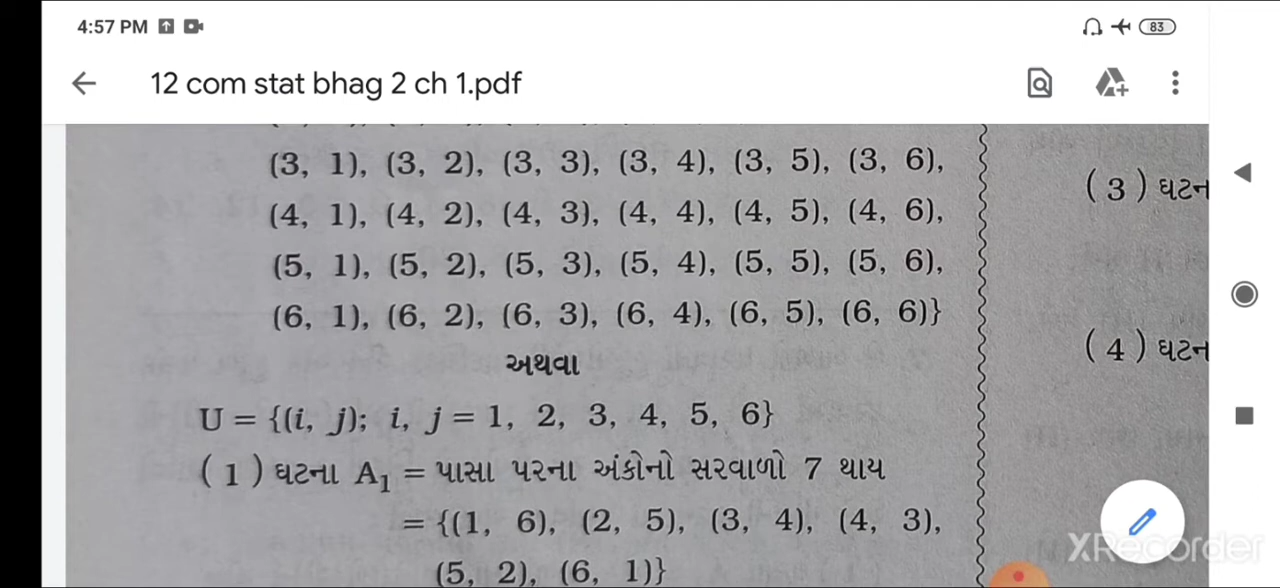 4:57 PM
83
12 com stat bhag 2 ch 1.pdf
(3, 1), (3, 2), (3, 3), (3, 4), (3, 5), (3, 6),
(4, 1), (4, 2), (4, 3), (4, 4), (4, 5), (4, 6),
(5, 1), (5, 2), (5, 3), (5, 4), (5, 5), (5, 6),
(6, 1), (6, 2), (6, 3), (6, 4), (6, 5), (6, 6)}
અથવા
U = {(i, j); i, j = 1, 2, 3, 4, 5, 6}
( 1 ) ઘટના A₁ = પાસા પરના અંકોનો સરવાળો 7 થાય
= {(1, 6), (2, 5), (3, 4), (4, 3),
(5, 2), (6, 1)}
( 3 ) ઘટન
( 4 ) ઘટન
XRecorder